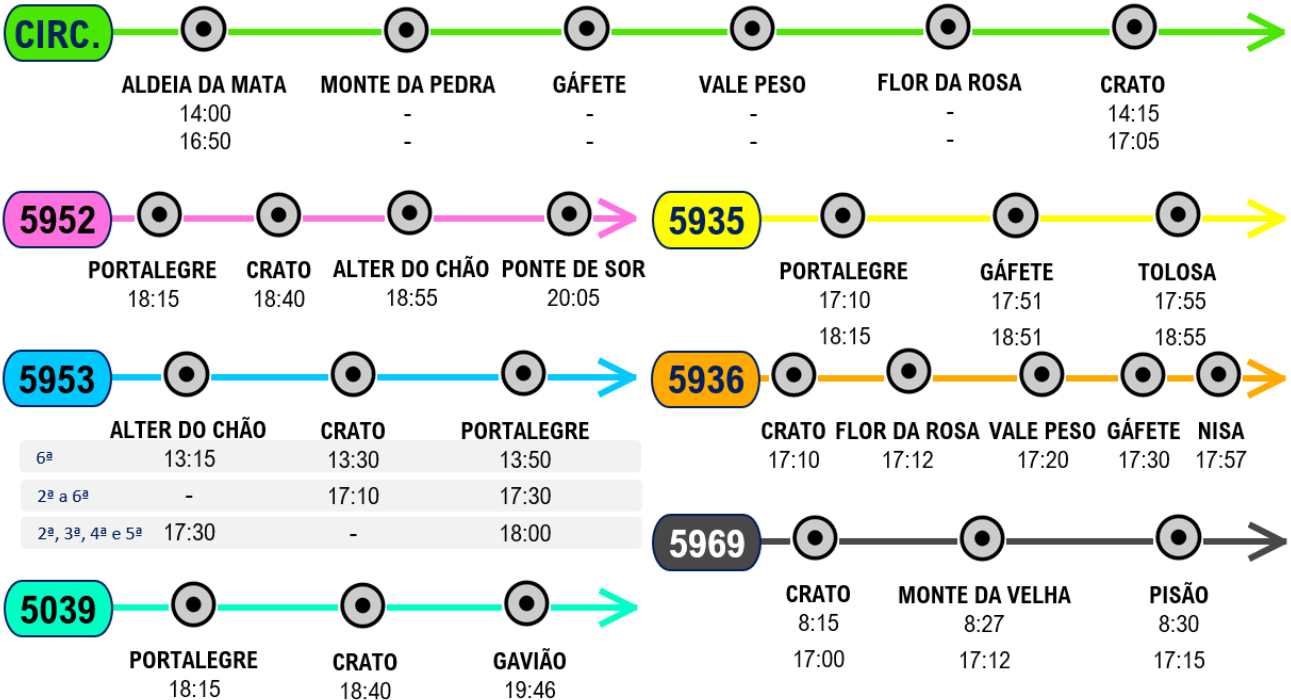 CIRC.
ALDEIA DA MATA MONTE DA PEDRA GÁFETE VALE PESO FLOR DA ROSA CRATO
14:00 - - - - 14:15
16:50 - - - - 17:05
5952
PORTALEGRE CRATO ALTER DO CHÃO PONTE DE SOR
18:15 18:40 18:55 20:05
5935
PORTALEGRE GÁFETE TOLOSA
17:10 17:51 17:55
18:15 18:51 18:55
5953
ALTER DO CHÃO CRATO PORTALEGRE
6ª 13:15 13:30 13:50
2ª a 6ª - 17:10 17:30
2ª, 3ª, 4ª e 5ª 17:30 - 18:00
5936
CRATO FLOR DA ROSA VALE PESO GÁFETE NISA
17:10 17:12 17:20 17:30 17:57
5969
CRATO MONTE DA VELHA PISÃO
8:15 8:27 8:30
17:00 17:12 17:15
5039
PORTALEGRE CRATO GAVIÃO
18:15 18:40 19:46